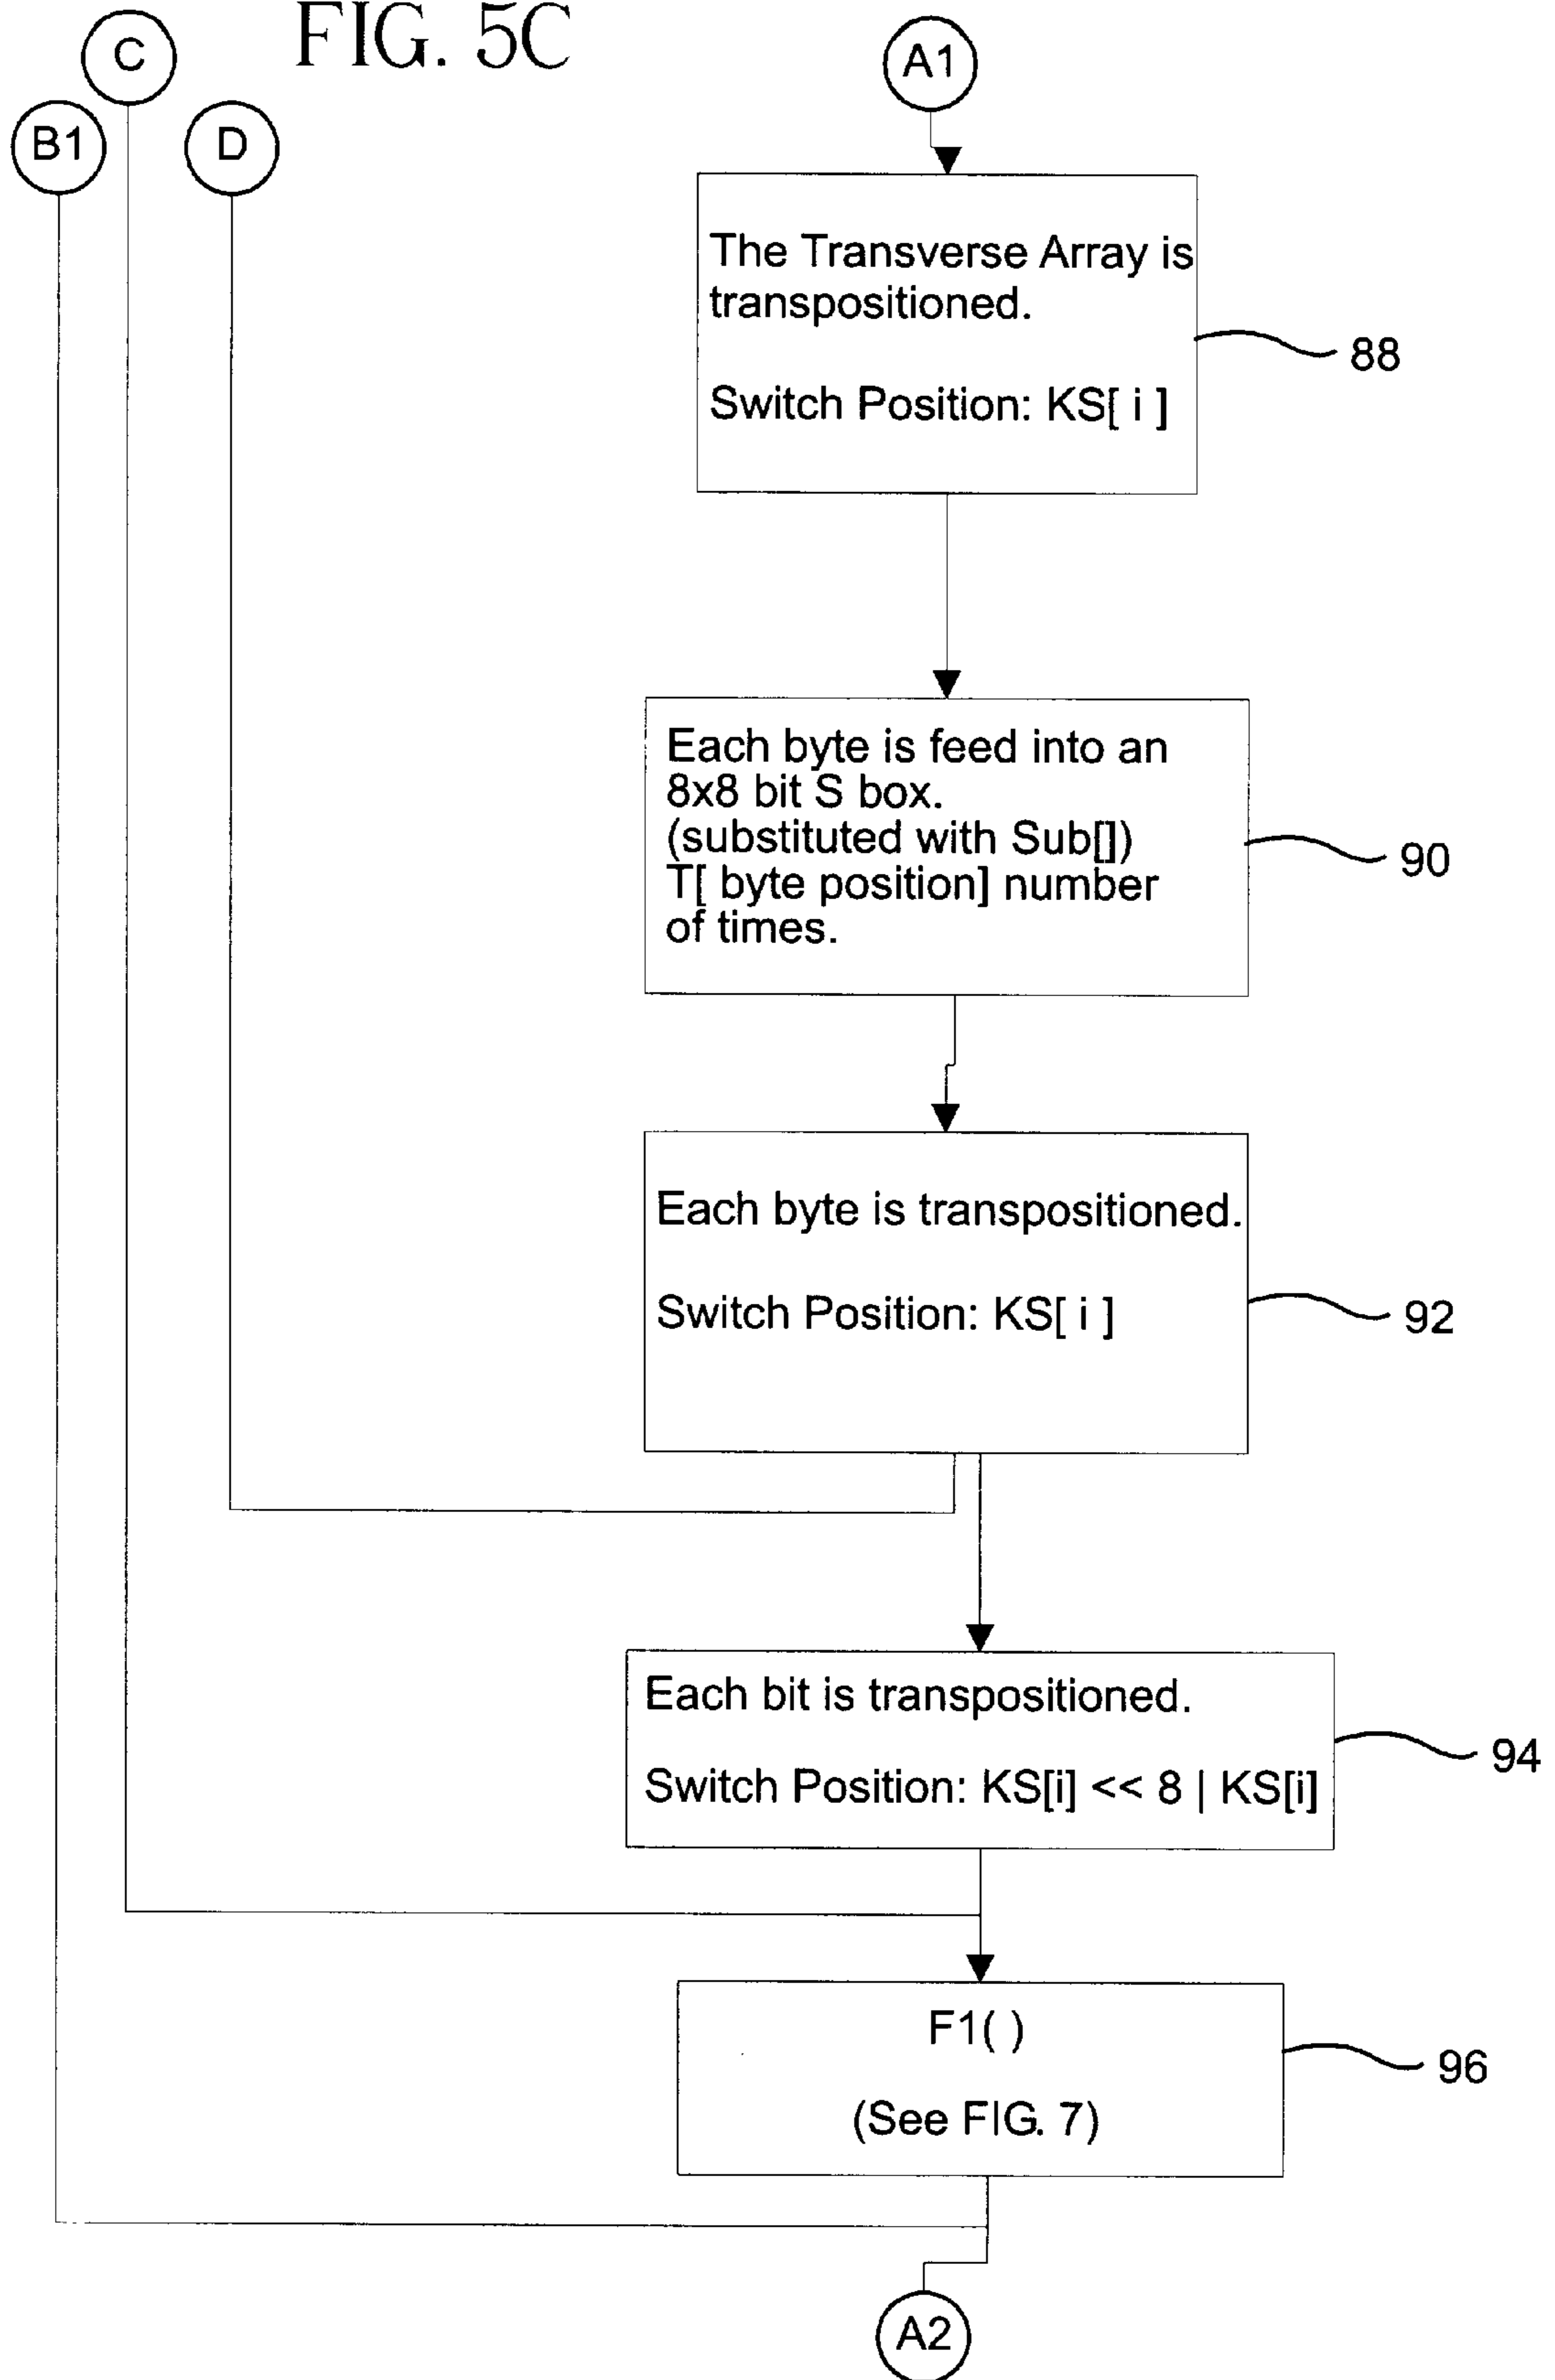 FIG. 5C
C
A1
B1
D
The Transverse Array is
transpositioned.
Switch Position: KS[ i ]
88
Each byte is feed into an
8x8 bit S box.
(substituted with Sub[])
T[ byte position] number
of times.
90
Each byte is transpositioned.
Switch Position: KS[ i ]
92
Each bit is transpositioned.
Switch Position: KS[i] << 8 | KS[i]
94
F1( )
(See FIG. 7)
96
A2